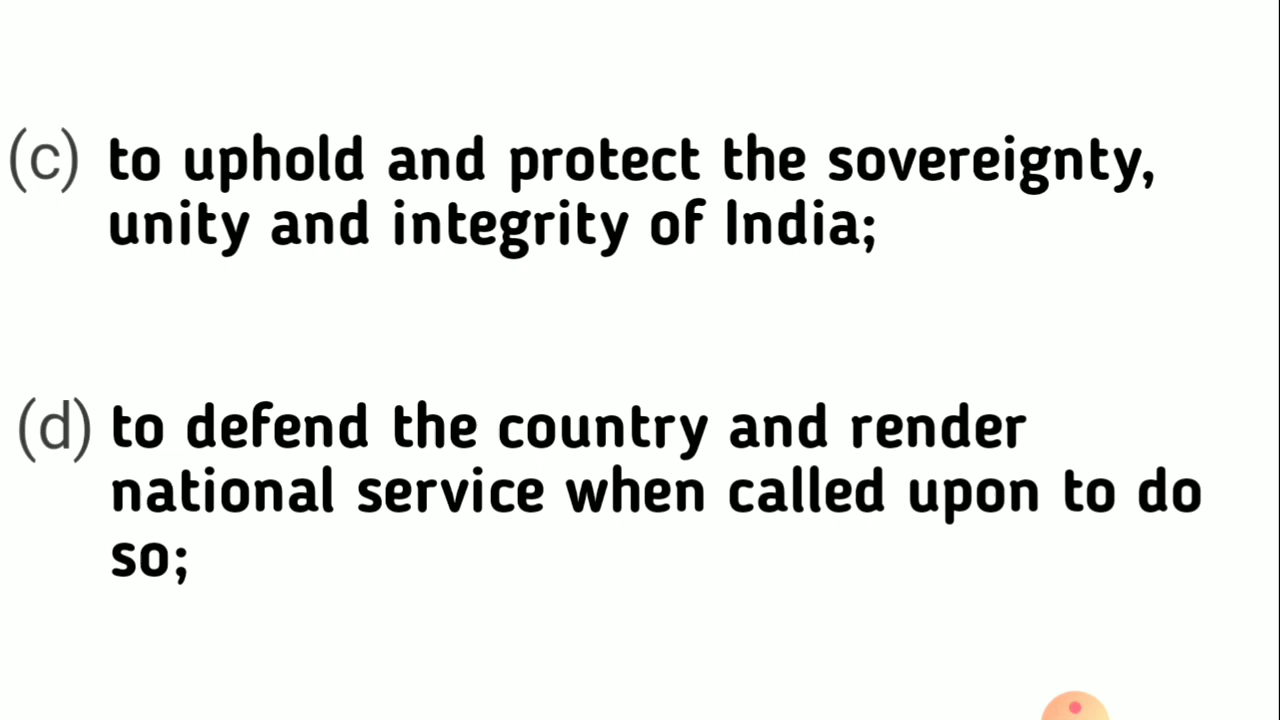 (c) to uphold and protect the sovereignty,
unity and integrity of India;
(d) to defend the country and render
national service when called upon to do
so;